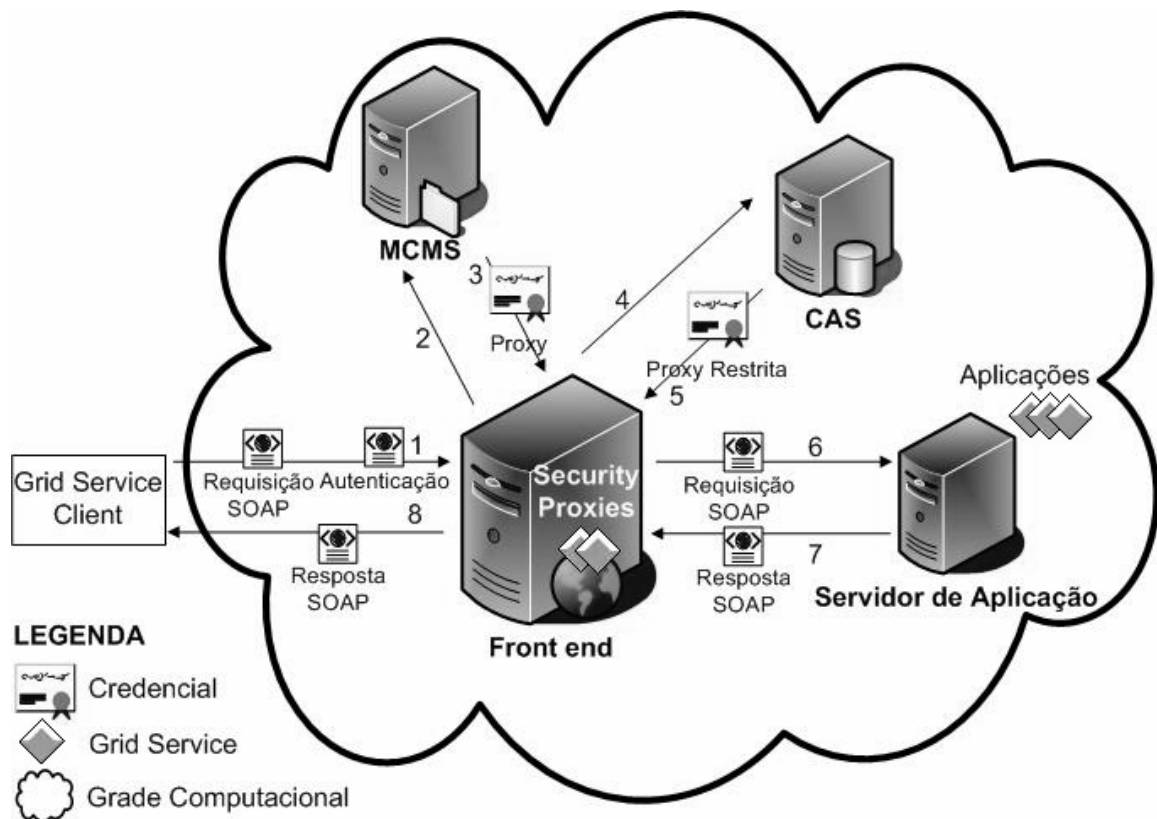 MCMS
3
Proxy
2
4
CAS
Proxy Restrita
5
Aplicações
Grid Service
Client
1
Requisição
SOAP
Autenticação
8
Resposta
SOAP
Security
Proxies
Front end
6
Requisição
SOAP
7
Resposta
SOAP
Servidor de Aplicação
LEGENDA
Credencial
Grid Service
Grade Computacional